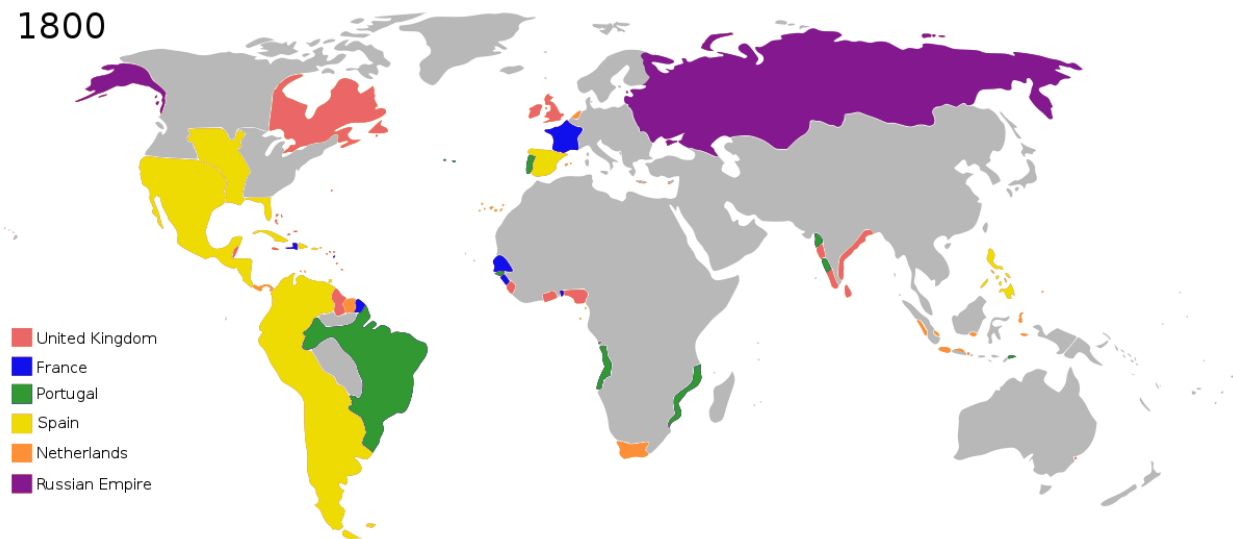 1800
United Kingdom
France
Portugal
Spain
Netherlands
Russian Empire